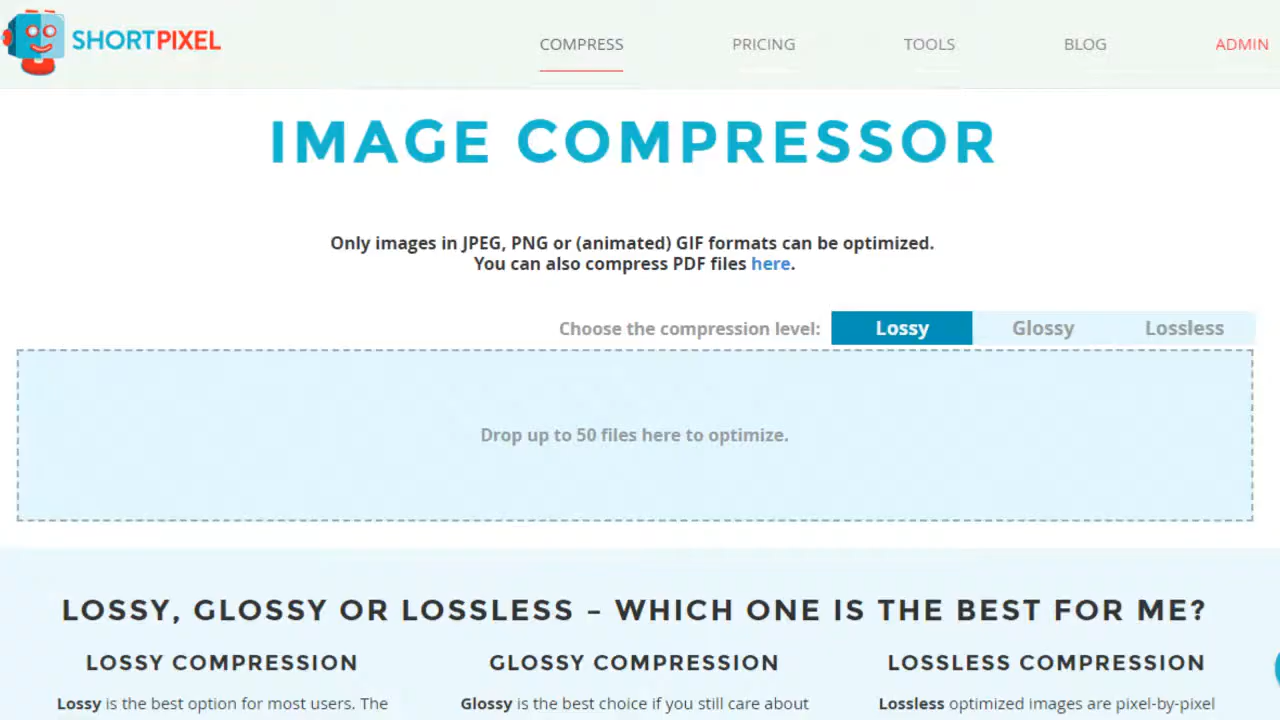 SHORTPIXEL
COMPRESS
PRICING
TOOLS
BLOG
ADMIN
IMAGE COMPRESSOR
Only images in JPEG, PNG or (animated) GIF formats can be optimized.
You can also compress PDF files here.
Choose the compression level:
Lossy
Glossy
Lossless
Drop up to 50 files here to optimize.
LOSSY, GLOSSY OR LOSSLESS – WHICH ONE IS THE BEST FOR ME?
LOSSY COMPRESSION
Lossy is the best option for most users. The
GLOSSY COMPRESSION
Glossy is the best choice if you still care about
LOSSLESS COMPRESSION
Lossless optimized images are pixel-by-pixel